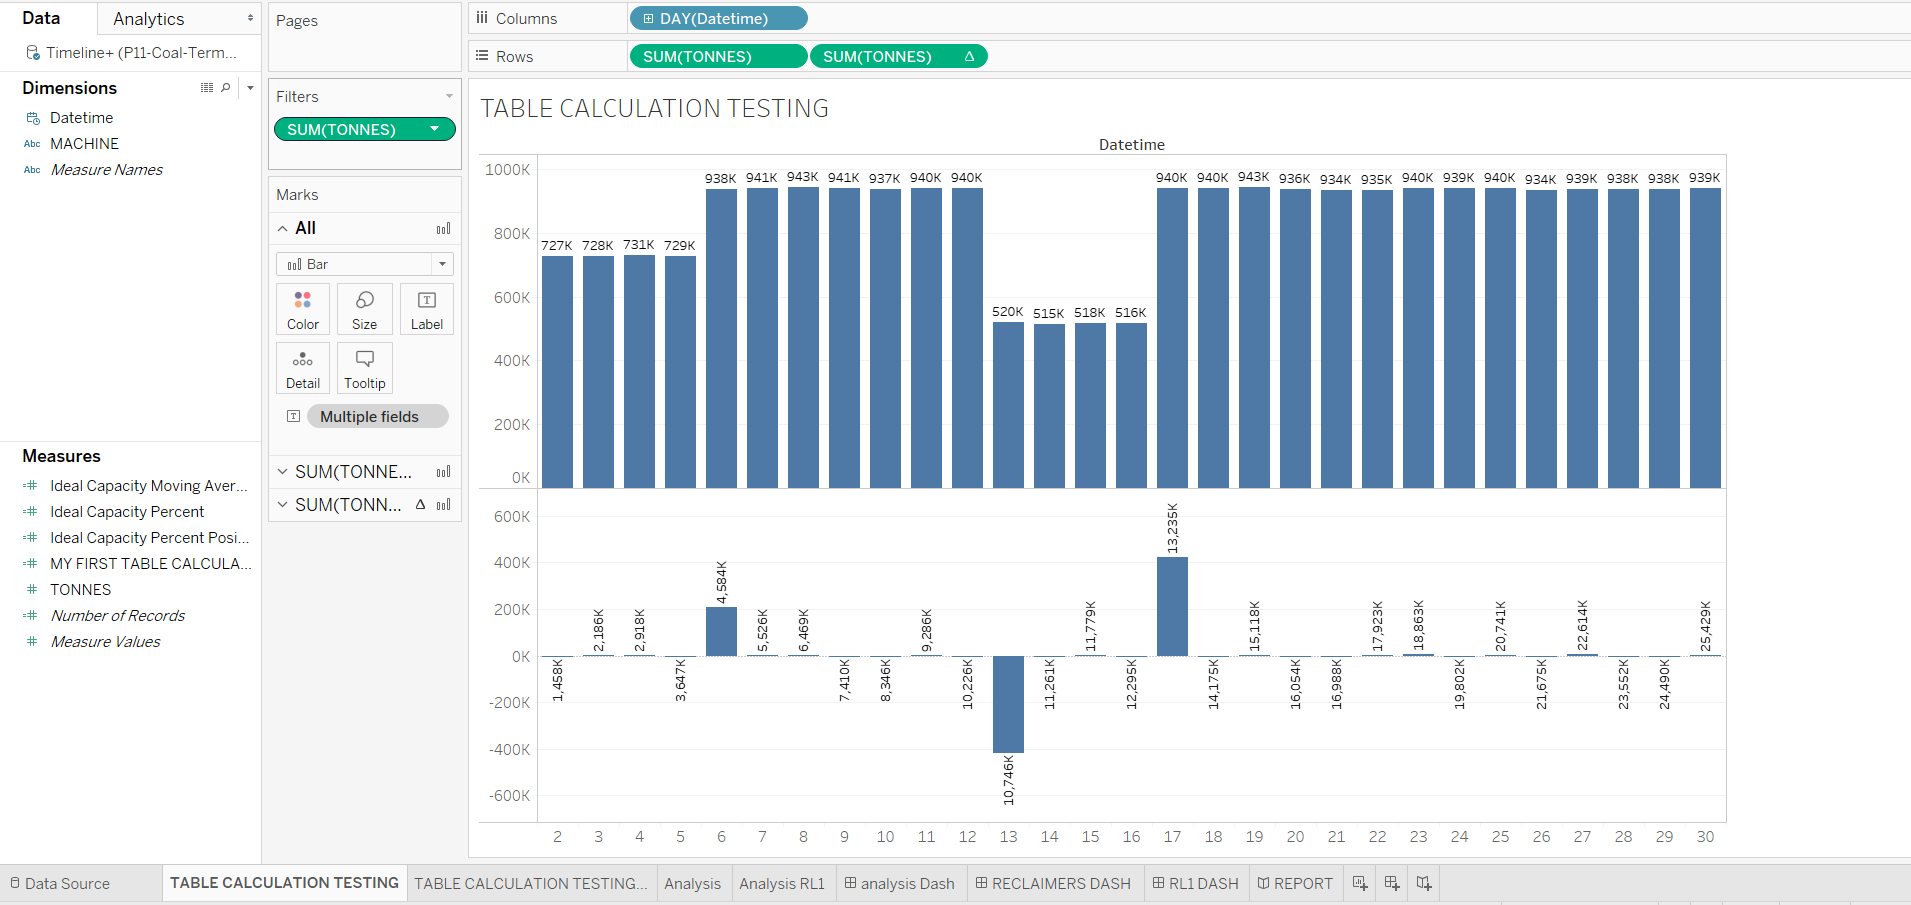 Data
Analytics
Timeline+ (P11-Coal-Term...
Dimensions
Datetime
Abc MACHINE
Abc Measure Names
Measures
Ideal Capacity Moving Aver...
Ideal Capacity Percent
Ideal Capacity Percent Posi...
MY FIRST TABLE CALCULA...
TONNES
Number of Records
Measure Values
Pages
Filters
SUM(TONNES)
Marks
All
Bar
Color Size Label
Detail Tooltip
Multiple fields
SUM(TONNE...
SUM(TONN...
Columns DAY(Datetime)
Rows SUM(TONNES) SUM(TONNES)
TABLE CALCULATION TESTING
Datetime
1000K
800K
600K
400K
200K
0K
727K 728K 731K 729K 938K 941K 943K 941K 937K 940K 940K 520K 515K 518K 516K 940K 940K 943K 936K 934K 935K 940K 939K 940K 934K 939K 938K 938K 939K
600K
400K
200K
0K
-200K
-400K
-600K
1,458K 2,186K 2,918K 3,647K 4,584K 5,526K 6,469K 7,410K 8,346K 9,286K 10,226K 10,746K 11,261K 11,779K 12,295K 13,235K 14,175K 15,118K 16,054K 16,988K 17,923K 18,863K 19,802K 20,741K 21,675K 22,614K 23,552K 24,490K 25,429K
2 3 4 5 6 7 8 9 10 11 12 13 14 15 16 17 18 19 20 21 22 23 24 25 26 27 28 29 30
Data Source TABLE CALCULATION TESTING TABLE CALCULATION TESTING... Analysis Analysis RL1 analysis Dash RECLAIMERS DASH RL1 DASH REPORT